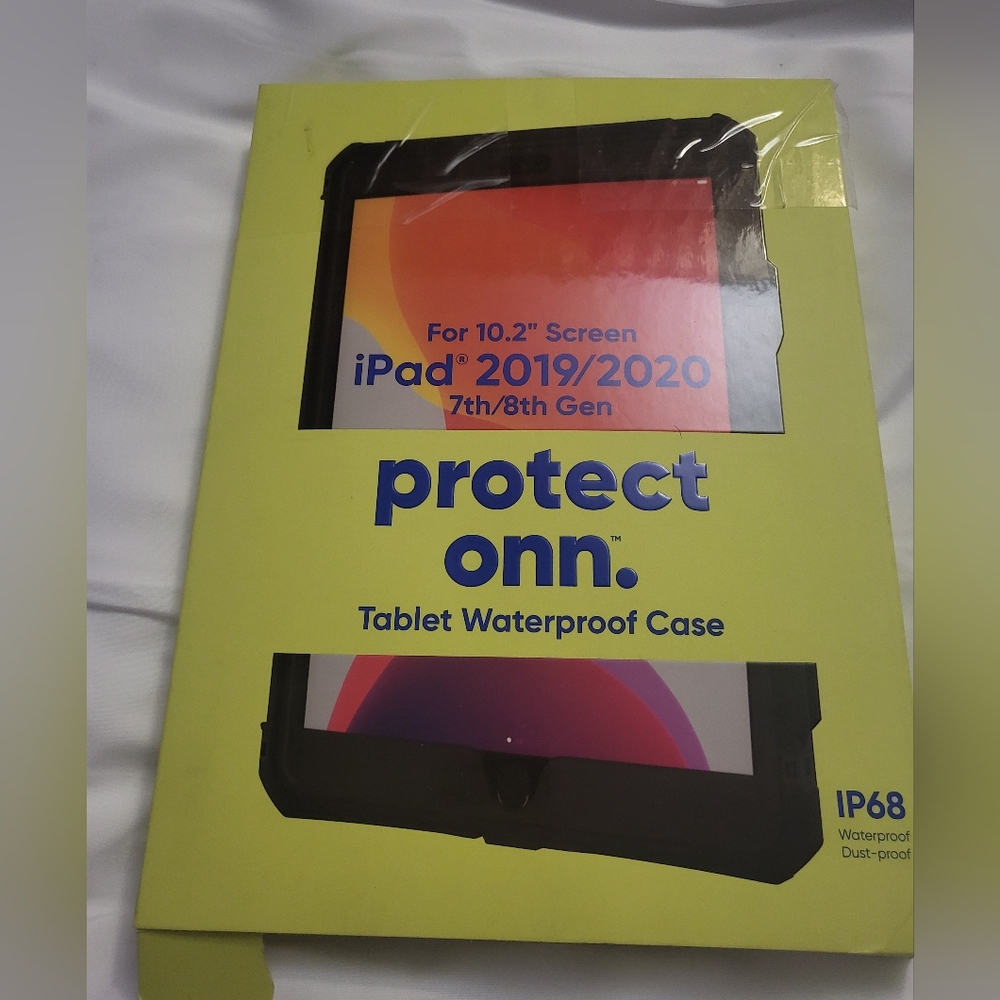 For 10.2" Screen
iPad® 2019/2020
7th/8th Gen
protect
onn.™
Tablet Waterproof Case
IP68
Waterproof
Dust-proof